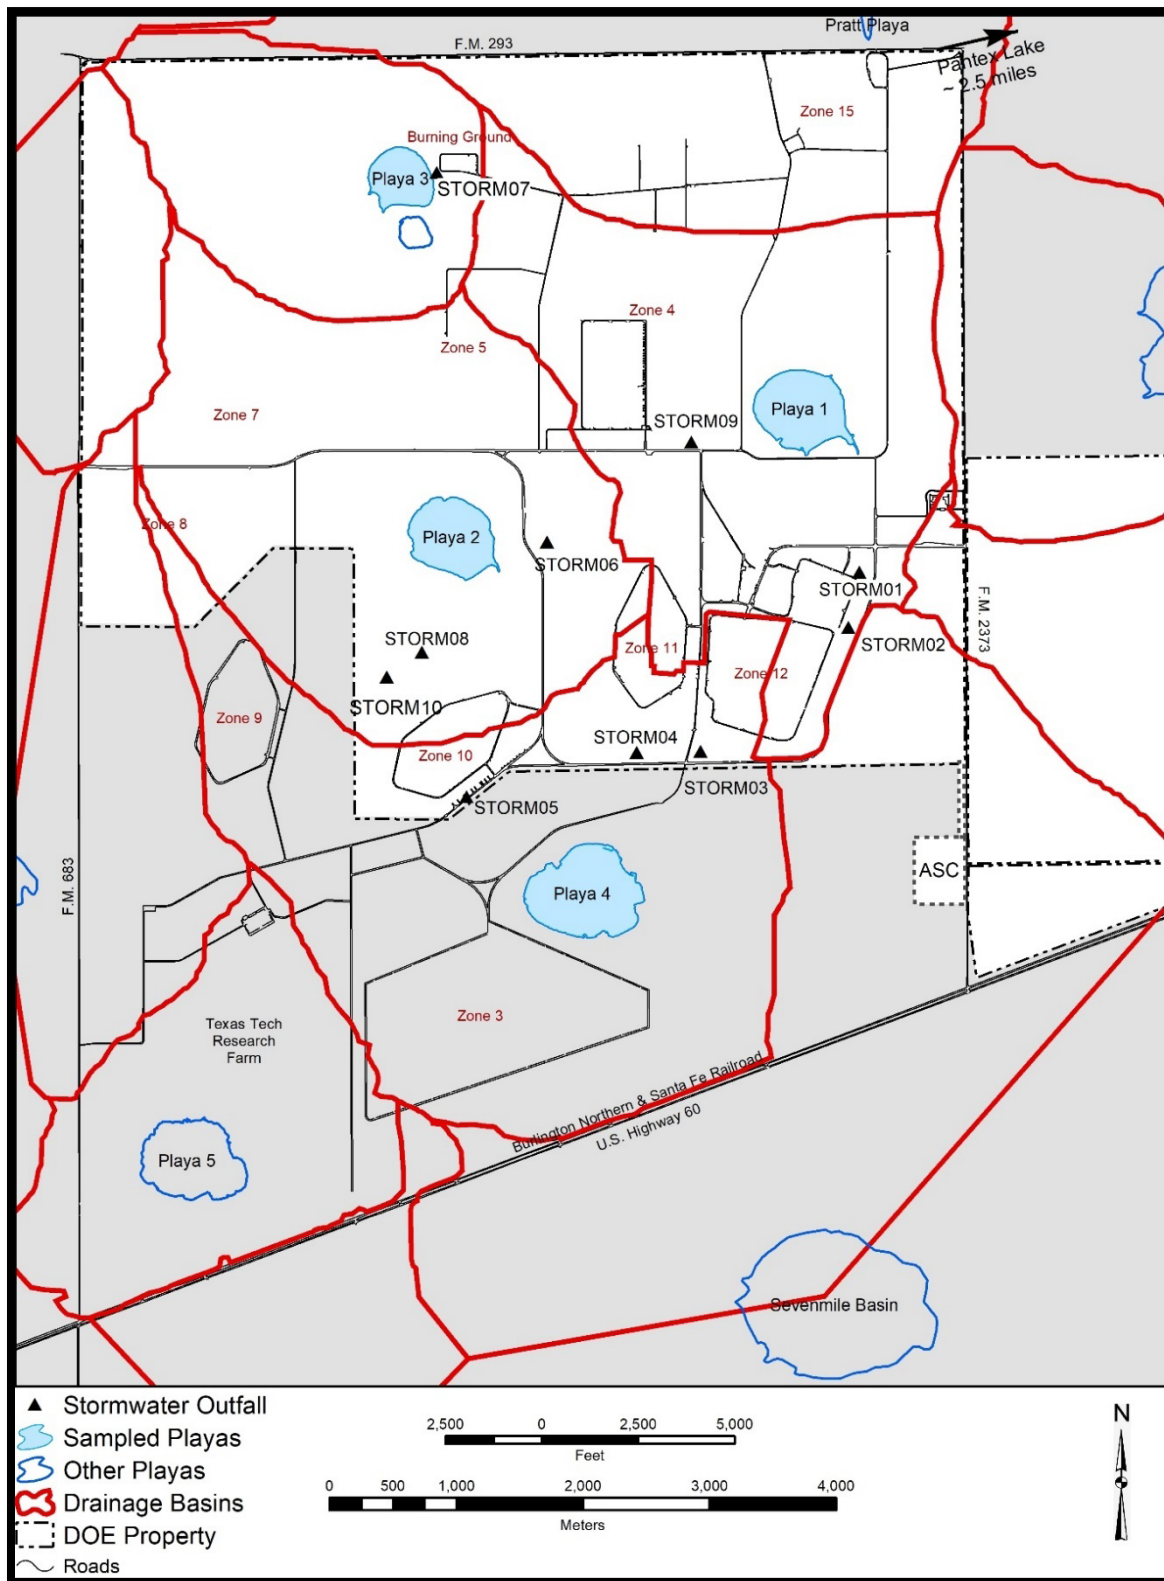 Pratt Playa
F.M. 293
Pantex Lake
~ 2.5 miles
Zone 15
Burning Ground
Playa 3
STORM07
Zone 4
Zone 5
Playa 1
Zone 7
STORM09
Zone 8
Playa 2
STORM06
STORM01
F.M. 2373
STORM08
STORM02
Zone 11
Zone 12
STORM10
Zone 9
STORM04
Zone 10
STORM03
STORM05
F.M. 683
ASC
Playa 4
Zone 3
Texas Tech
Research
Farm
Burlington Northern & Santa Fe Railroad
U.S. Highway 60
Playa 5
Sevenmile Basin
Stormwater Outfall
Sampled Playas
Other Playas
Drainage Basins
DOE Property
Roads
2,500 0 2,500 5,000
Feet
0 500 1,000 2,000 3,000 4,000
Meters
N